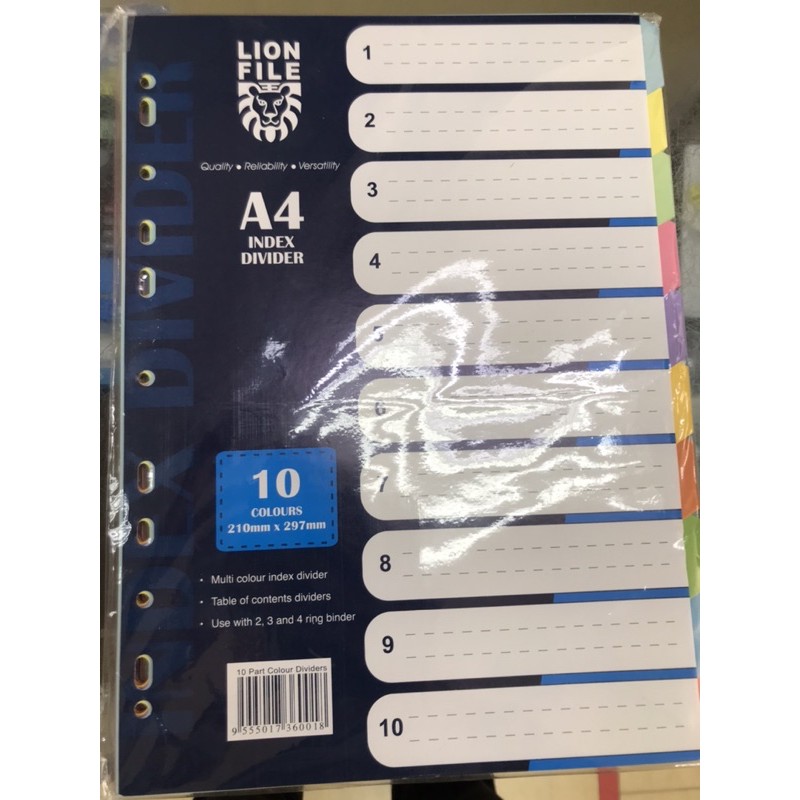 LION
FILE
Quality • Reliability • Versatility
A4
INDEX
DIVIDER
INDEX DIVIDER
10
COLOURS
210mm x 297mm
• Multi colour index divider
• Table of contents dividers
• Use with 2, 3 and 4 ring binder
10 Part Colour Dividers
9 555017 360018
1
2
3
4
5
6
7
8
9
10